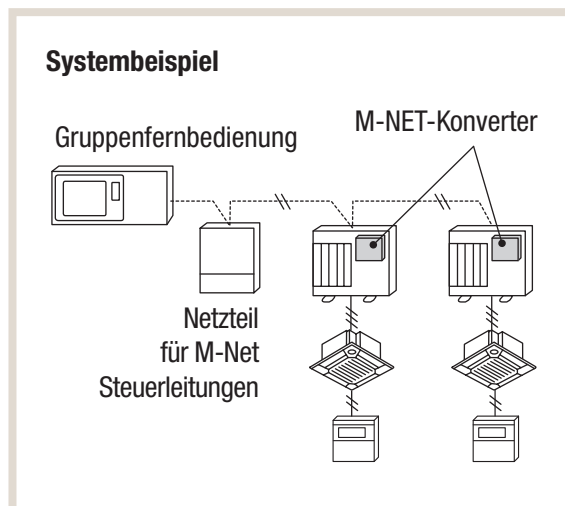 Systembeispiel
Gruppenfernbedienung
M-NET-Konverter
Netzteil
für M-Net
Steuerleitungen